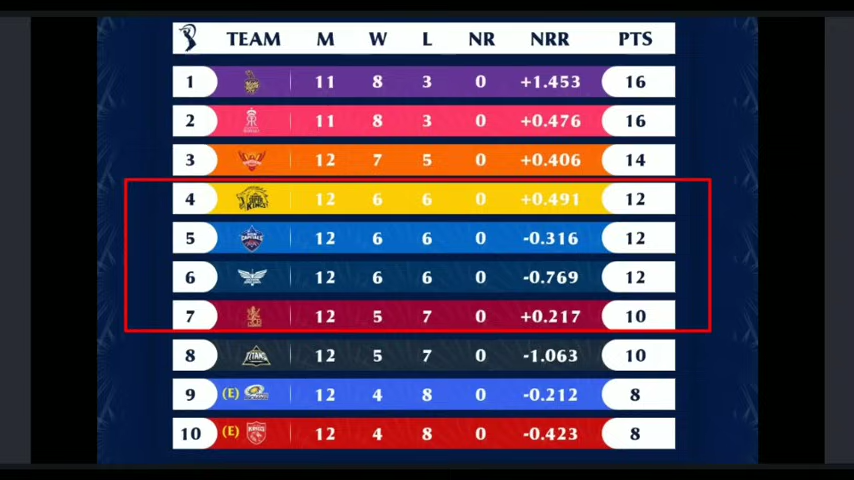 TEAM M W L NR NRR PTS
1 11 8 3 0 +1.453 16
2 11 8 3 0 +0.476 16
3 12 7 5 0 +0.406 14
4 SUPER KINGS 12 6 6 0 +0.491 12
5 CAPITALS 12 6 6 0 -0.316 12
6 12 6 6 0 -0.769 12
7 12 5 7 0 +0.217 10
8 TITANS 12 5 7 0 -1.063 10
9 (E) 12 4 8 0 -0.212 8
10 (E) 12 4 8 0 -0.423 8